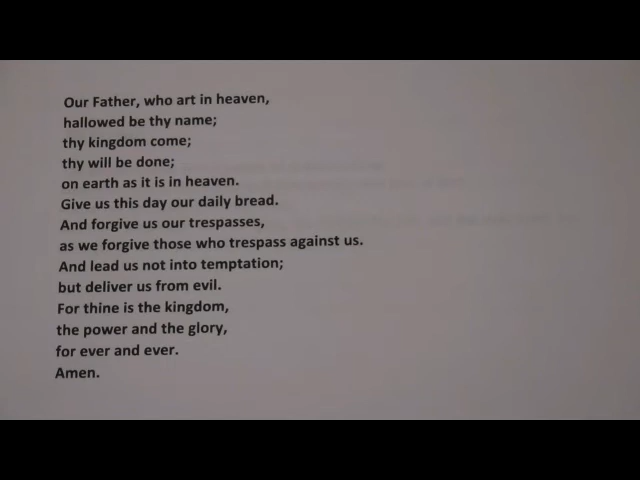 Our Father, who art in heaven,
hallowed be thy name;
thy kingdom come;
thy will be done;
on earth as it is in heaven.
Give us this day our daily bread.
And forgive us our trespasses,
as we forgive those who trespass against us.
And lead us not into temptation;
but deliver us from evil.
For thine is the kingdom,
the power and the glory,
for ever and ever.
Amen.